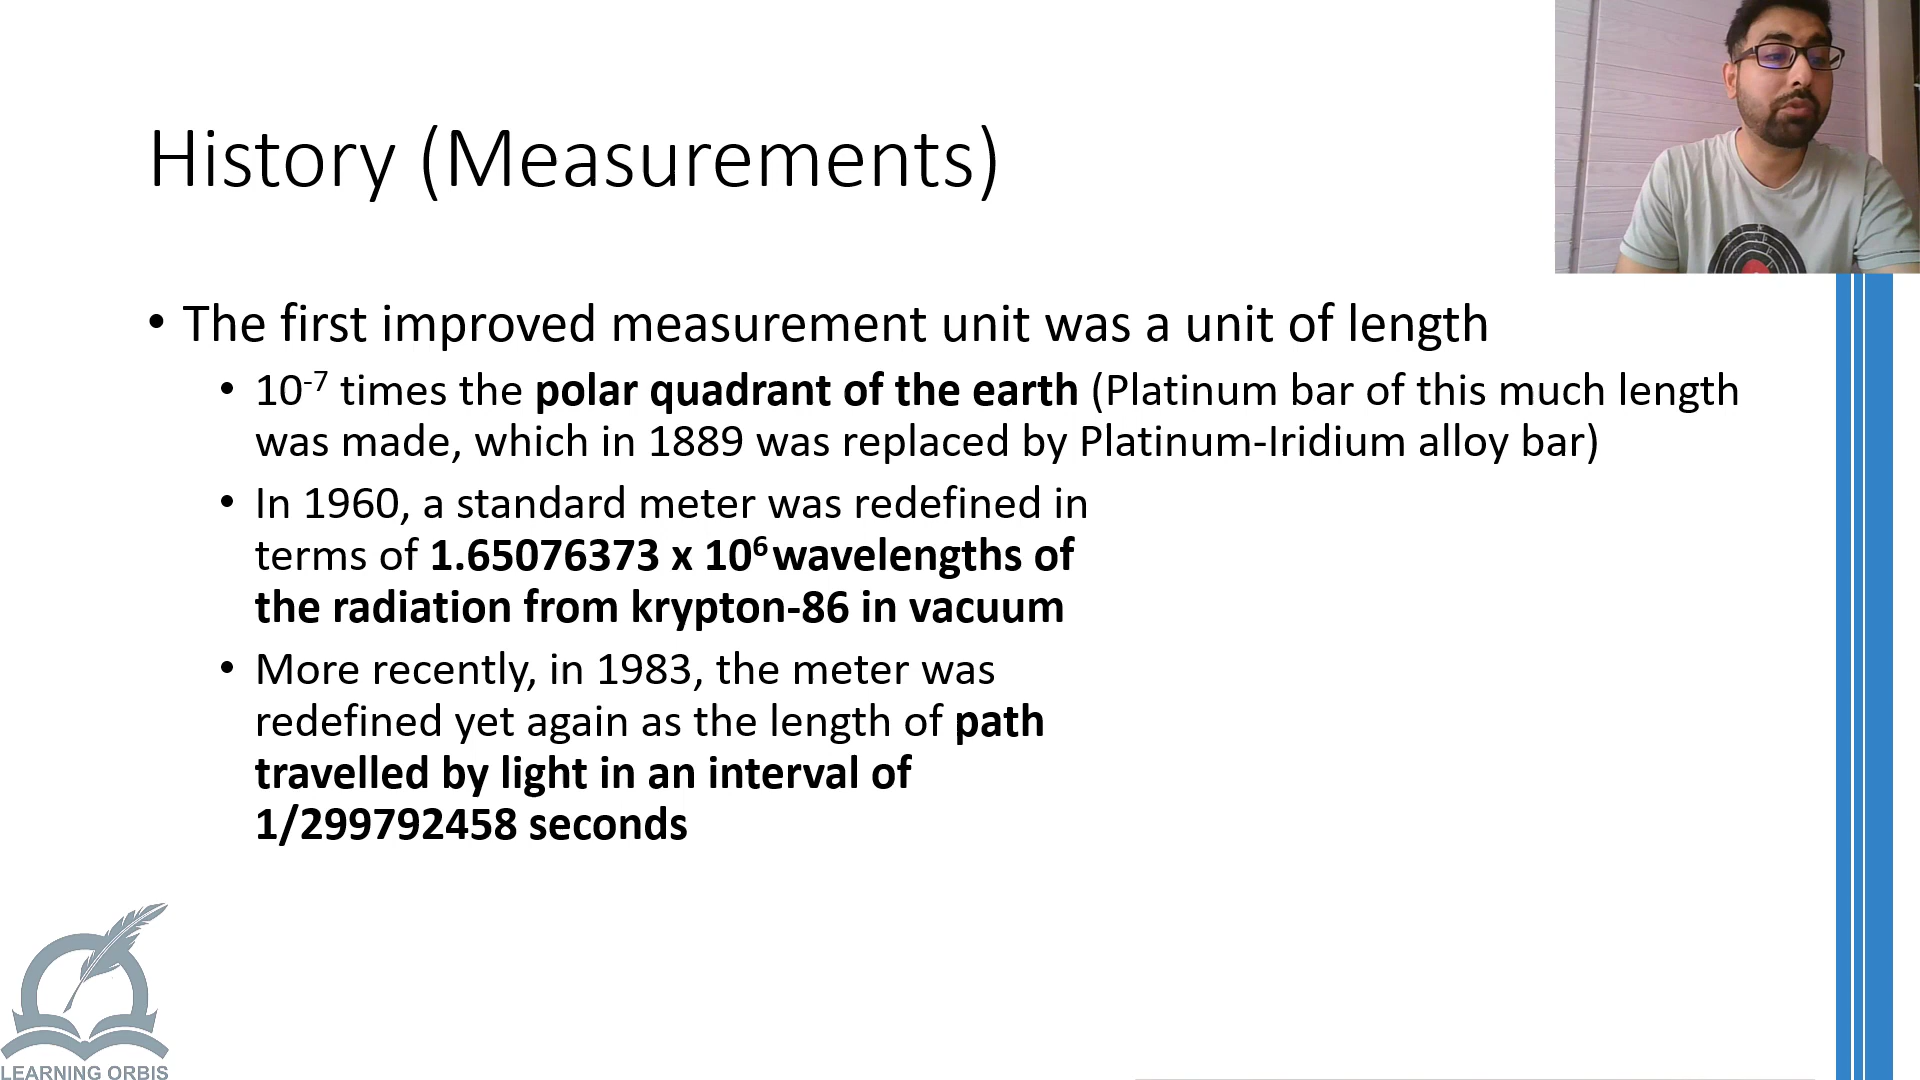 History (Measurements)
• The first improved measurement unit was a unit of length
• 10⁻⁷ times the polar quadrant of the earth (Platinum bar of this much length
was made, which in 1889 was replaced by Platinum-Iridium alloy bar)
• In 1960, a standard meter was redefined in
terms of 1.65076373 x 10⁶ wavelengths of
the radiation from krypton-86 in vacuum
• More recently, in 1983, the meter was
redefined yet again as the length of path
travelled by light in an interval of
1/299792458 seconds
LEARNING ORBIS